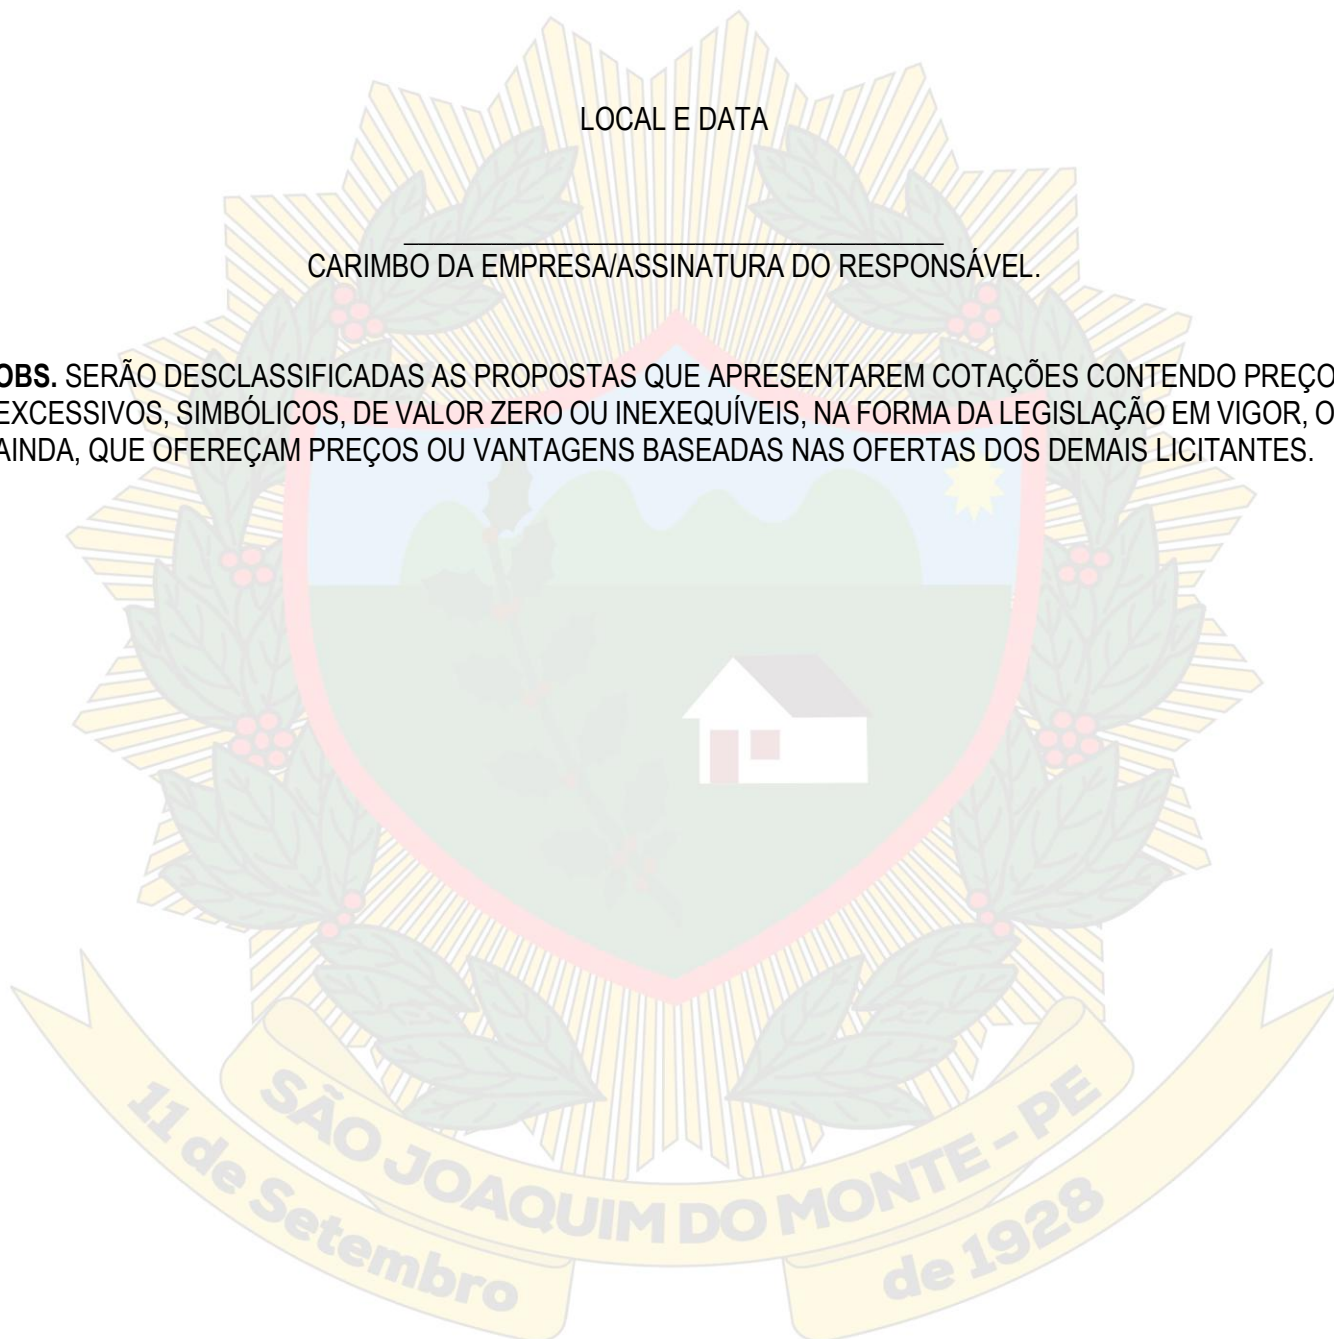 LOCAL E DATA
CARIMBO DA EMPRESA/ASSINATURA DO RESPONSÁVEL.
OBS. SERÃO DESCLASSIFICADAS AS PROPOSTAS QUE APRESENTAREM COTAÇÕES CONTENDO PREÇO
EXCESSIVOS, SIMBÓLICOS, DE VALOR ZERO OU INEXEQUÍVEIS, NA FORMA DA LEGISLAÇÃO EM VIGOR, O
AINDA, QUE OFEREÇAM PREÇOS OU VANTAGENS BASEADAS NAS OFERTAS DOS DEMAIS LICITANTES.
SÃO JOAQUIM DO MONTE - PE
11 de Setembro de 1928